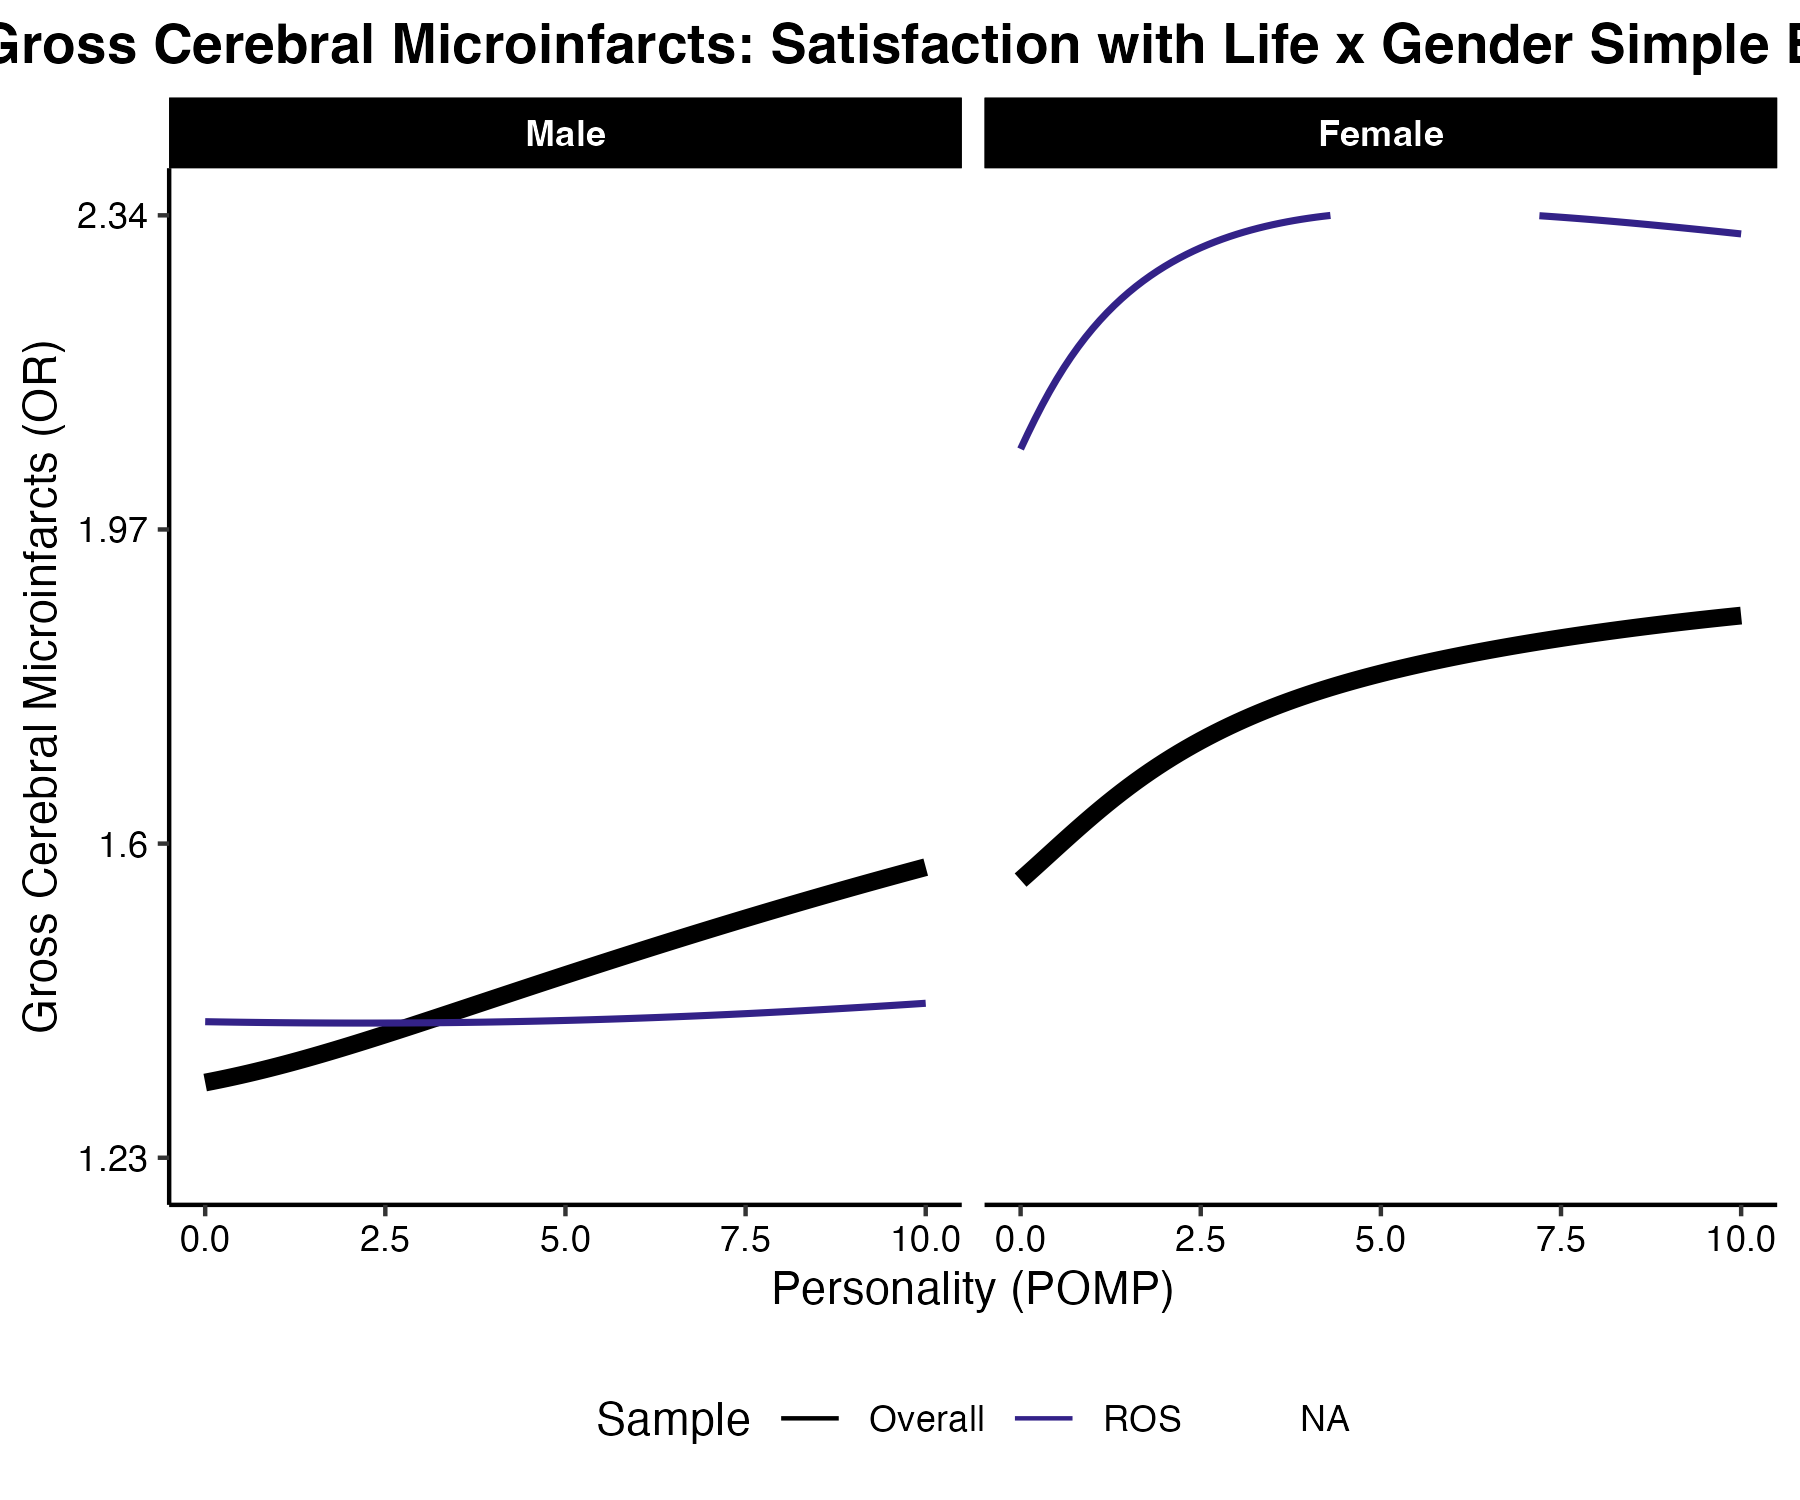 Gross Cerebral Microinfarcts: Satisfaction with Life x Gender Simple E
Male
Female
Gross Cerebral Microinfarcts (OR)
2.34
1.97
1.6
1.23
0.0 2.5 5.0 7.5 10.0
0.0 2.5 5.0 7.5 10.0
Personality (POMP)
Sample Overall ROS NA